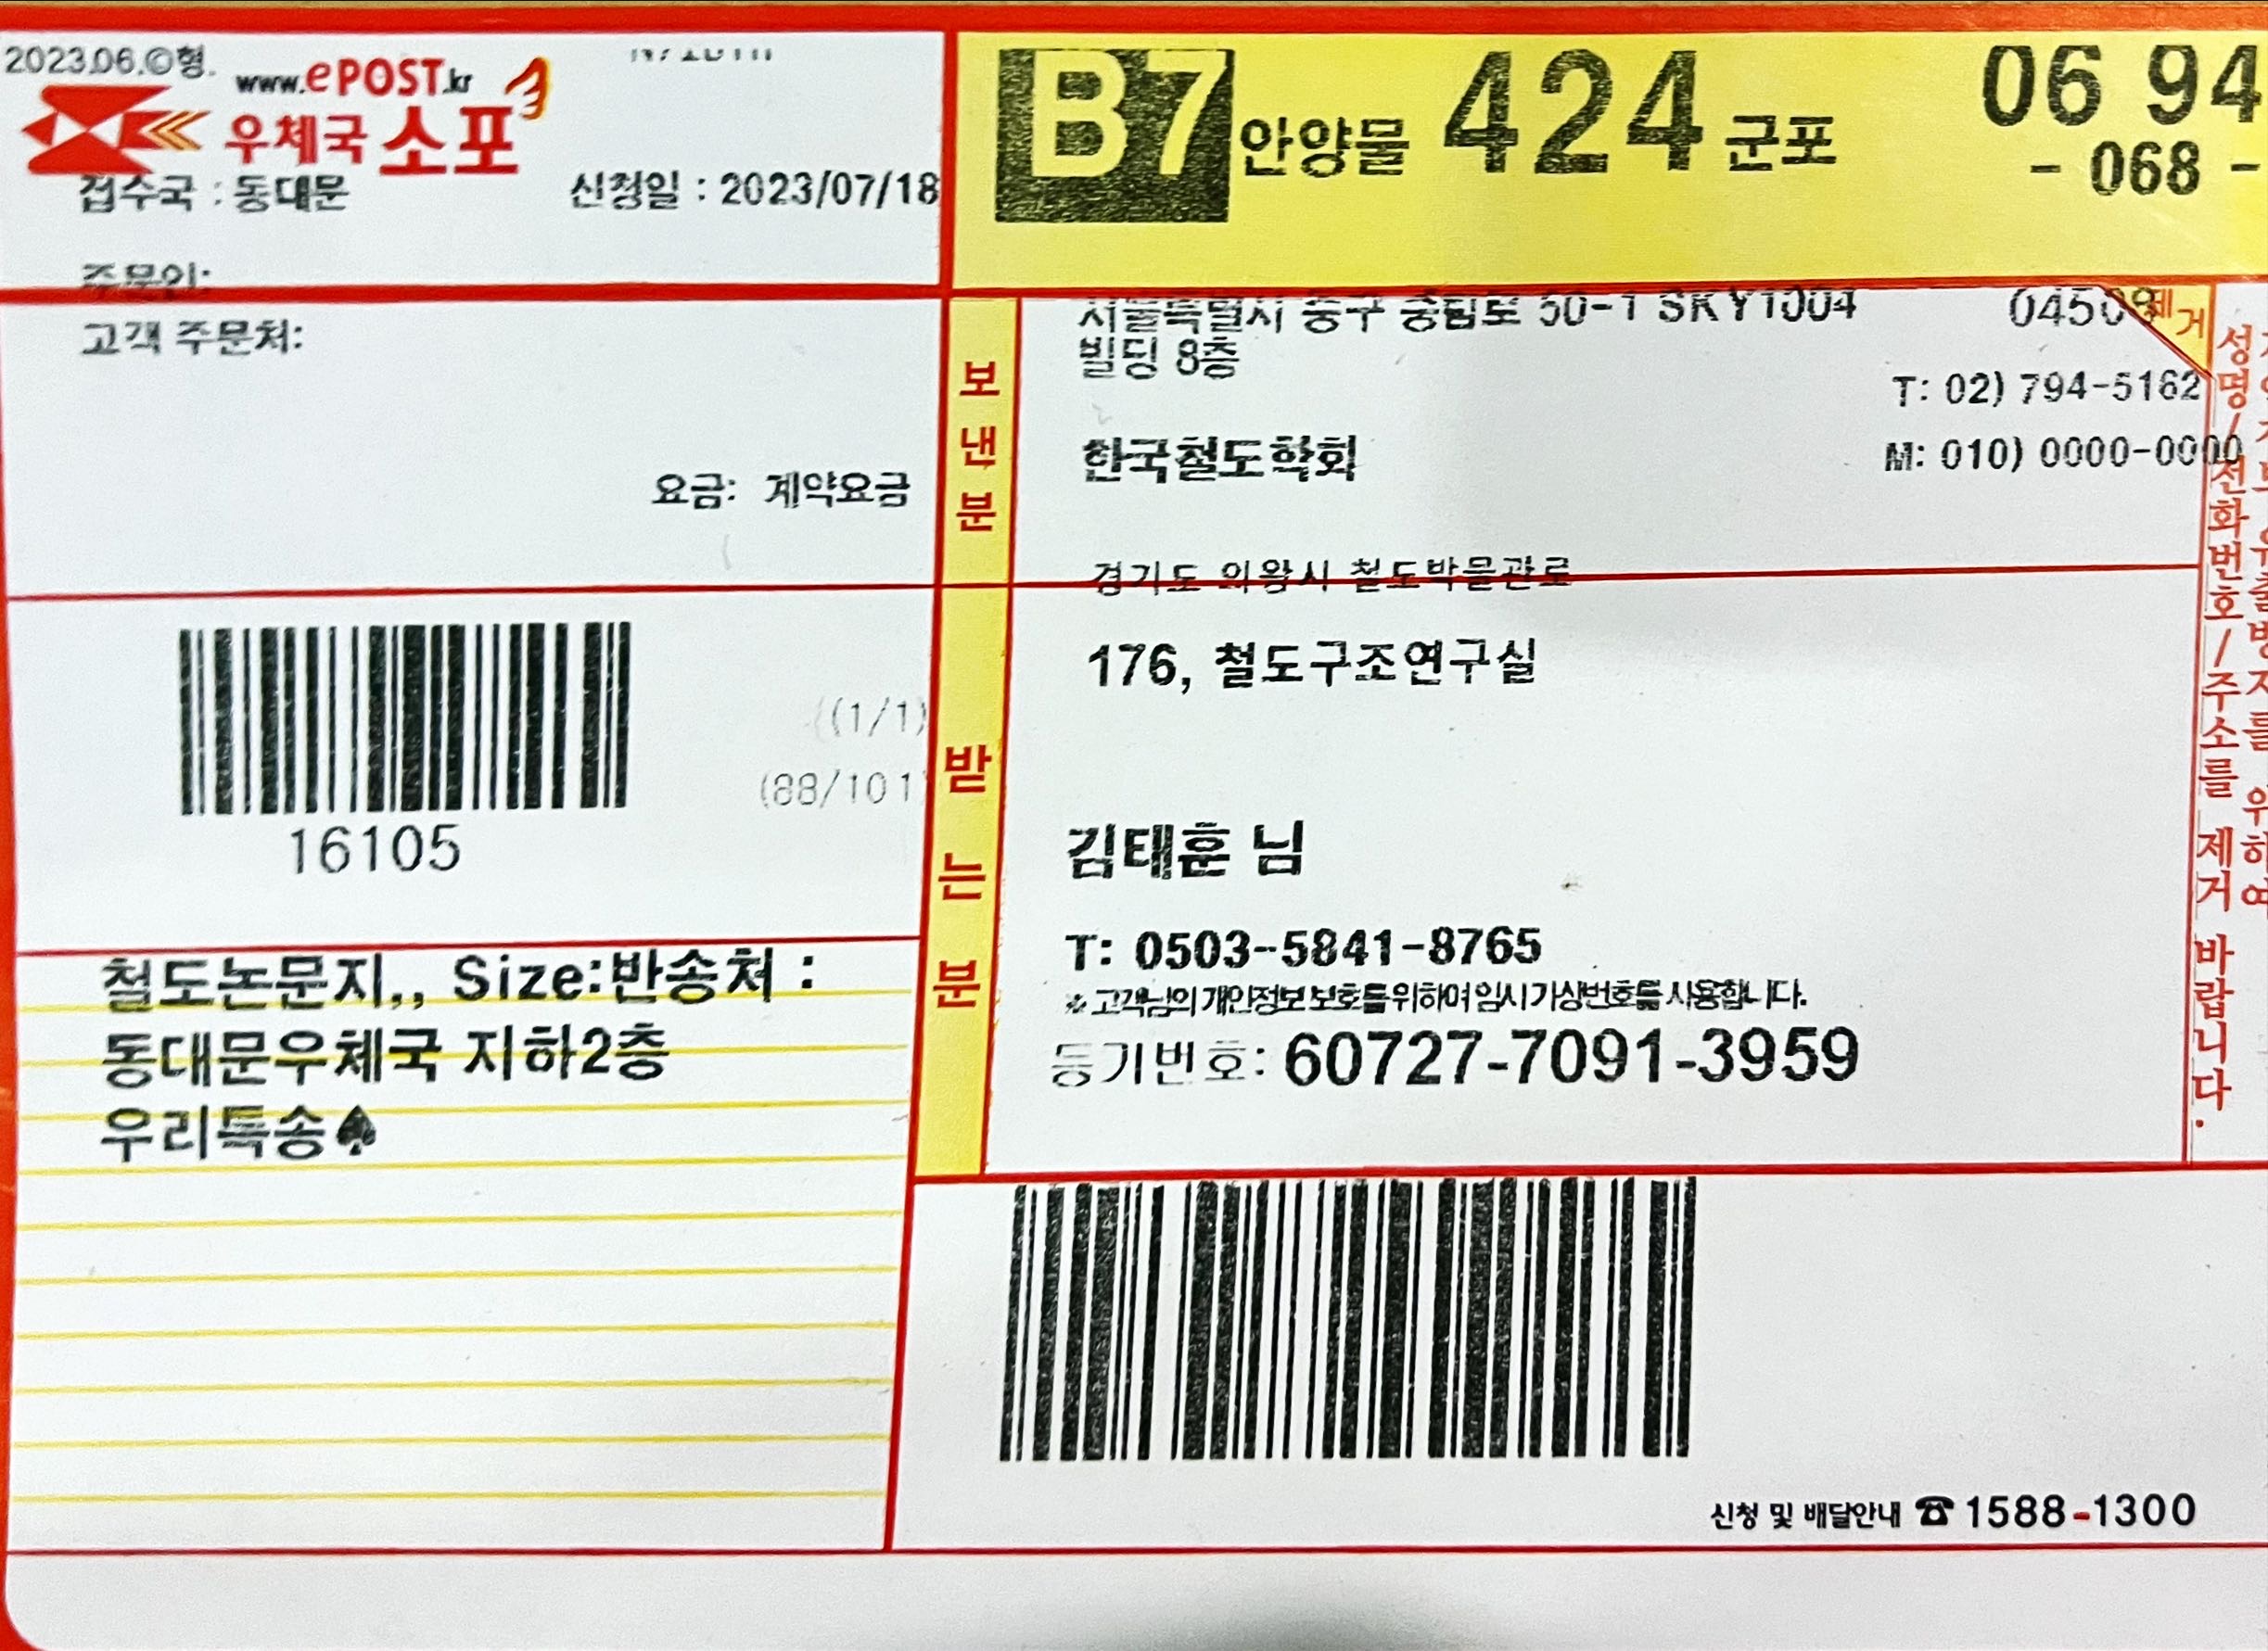 2023.06.©형.
www.ePOST.kr
우체국 소포
접수국 : 동대문
신청일 : 2023/07/18
주문인:
고객 주문처:
요금: 계약요금
B7 안양물 424 군포 06 94
- 068 -
보낸분
서울특별시 중구 중림로 50-1 SKY1004
빌딩 8층
04509
제거
T: 02) 794-5162
한국철도학회
M: 010) 0000-0000
받는분
경기도 의왕시 철도박물관로
176, 철도구조연구실
김태훈 님
T: 0503-5841-8765
※고객님의 개인정보보호를 위하여 임시 가상번호를 사용합니다.
등기번호: 60727-7091-3959
(1/1)
(88/101
16105
철도논문지,, Size:반송처 :
동대문우체국 지하2층
우리특송♠
성명/전화번호/주소를 제거 바랍니다.
신청 및 배달안내 ☎ 1588-1300